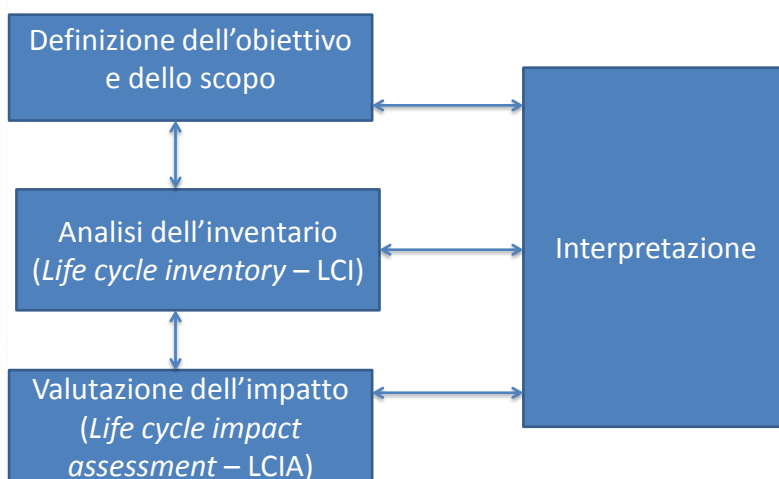 Definizione dell’obiettivo
e dello scopo
Analisi dell’inventario
(Life cycle inventory – LCI)
Interpretazione
Valutazione dell’impatto
(Life cycle impact
assessment – LCIA)